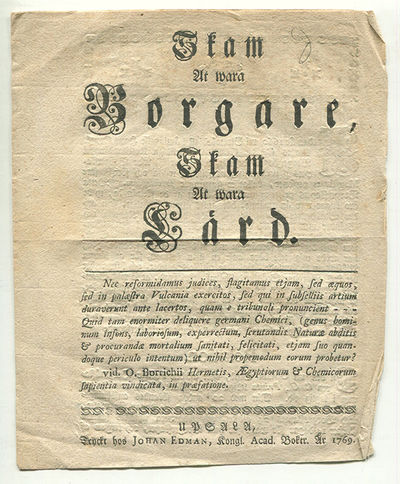 Skam
At wara
Borgare,
Skam
At wara
Lärd.
Nec reformidamus judices, flagitamus etjam, sed æquos,
sed in palæstra Vulcania exercitos, sed qui in subselliis artium
duraverunt ante lacertos, quam e tribunali pronuncient - - -
Quid tam enormiter deliquere germani Chemici, (genus homi-
num insons, laboriosum, experrectum, scrutandis Naturæ abditis
& procurandæ mortalium sanitati, felicitati, etjam suo quan-
doque periculo intentum) ut nihil propemodum eorum probetur?
vid. O. Borrichii Hermetis, Ægyptiorum & Chemicorum
sapientia vindicata, in præfatione.
UPSALA,
Tryckt hos JOHAN EDMAN, Kongl. Acad. Boktr. År 1769.